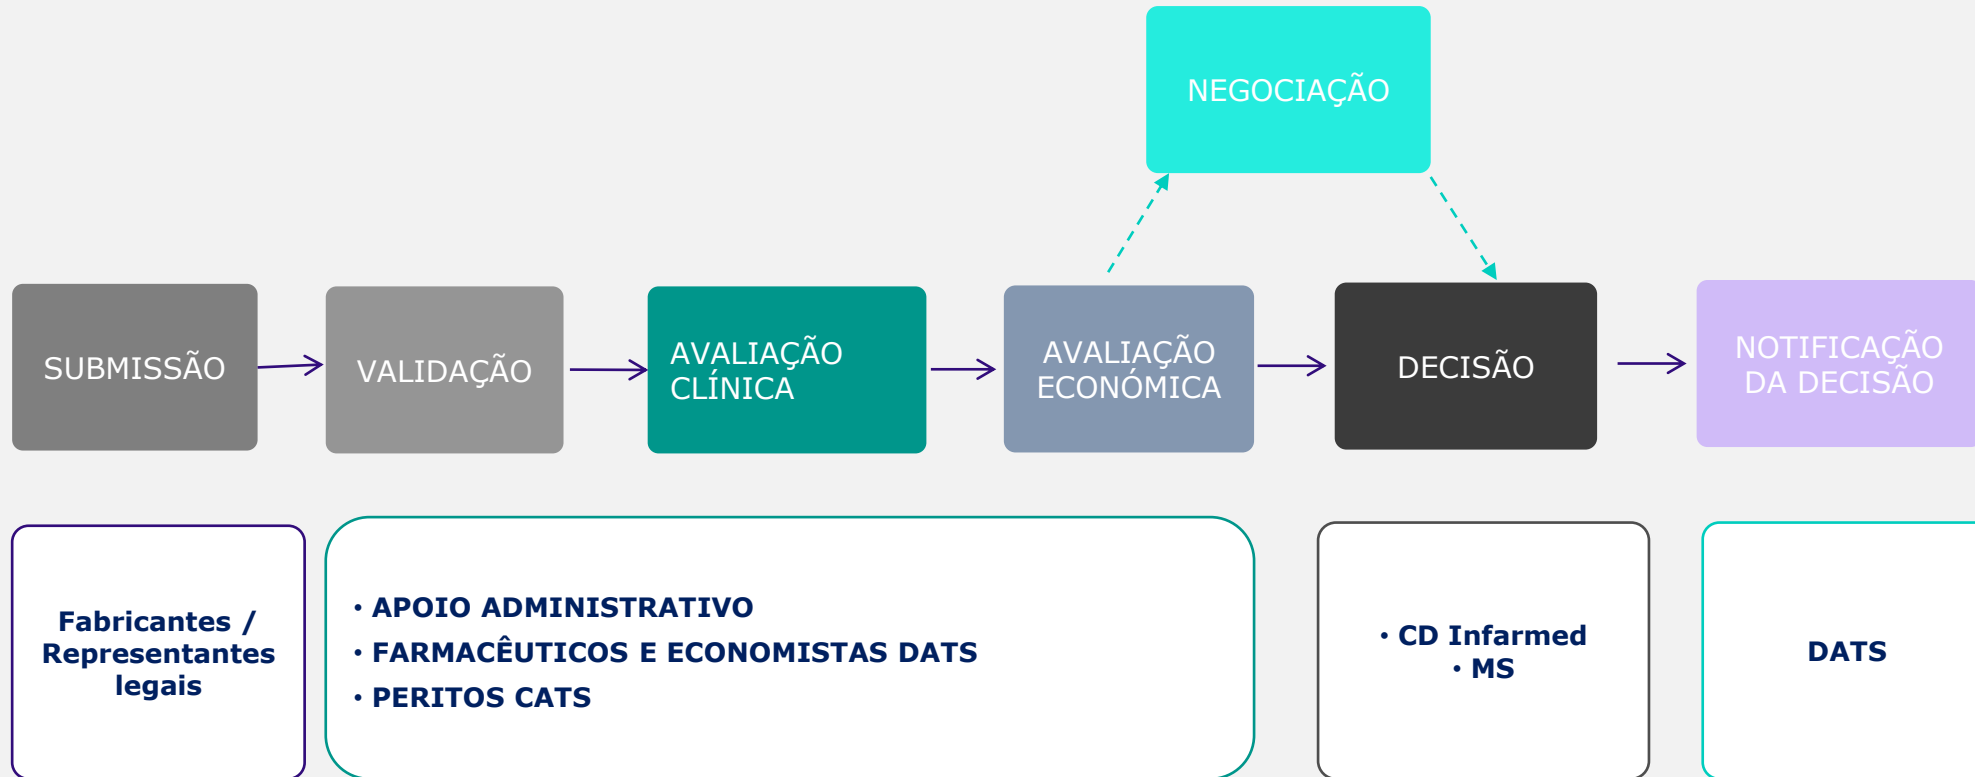 NEGOCIAÇÃO
SUBMISSÃO
VALIDAÇÃO
AVALIAÇÃO
CLÍNICA
AVALIAÇÃO
ECONÓMICA
DECISÃO
NOTIFICAÇÃO
DA DECISÃO
Fabricantes /
Representantes
legais
• APOIO ADMINISTRATIVO
• FARMACÊUTICOS E ECONOMISTAS DATS
• PERITOS CATS
• CD Infarmed
• MS
DATS